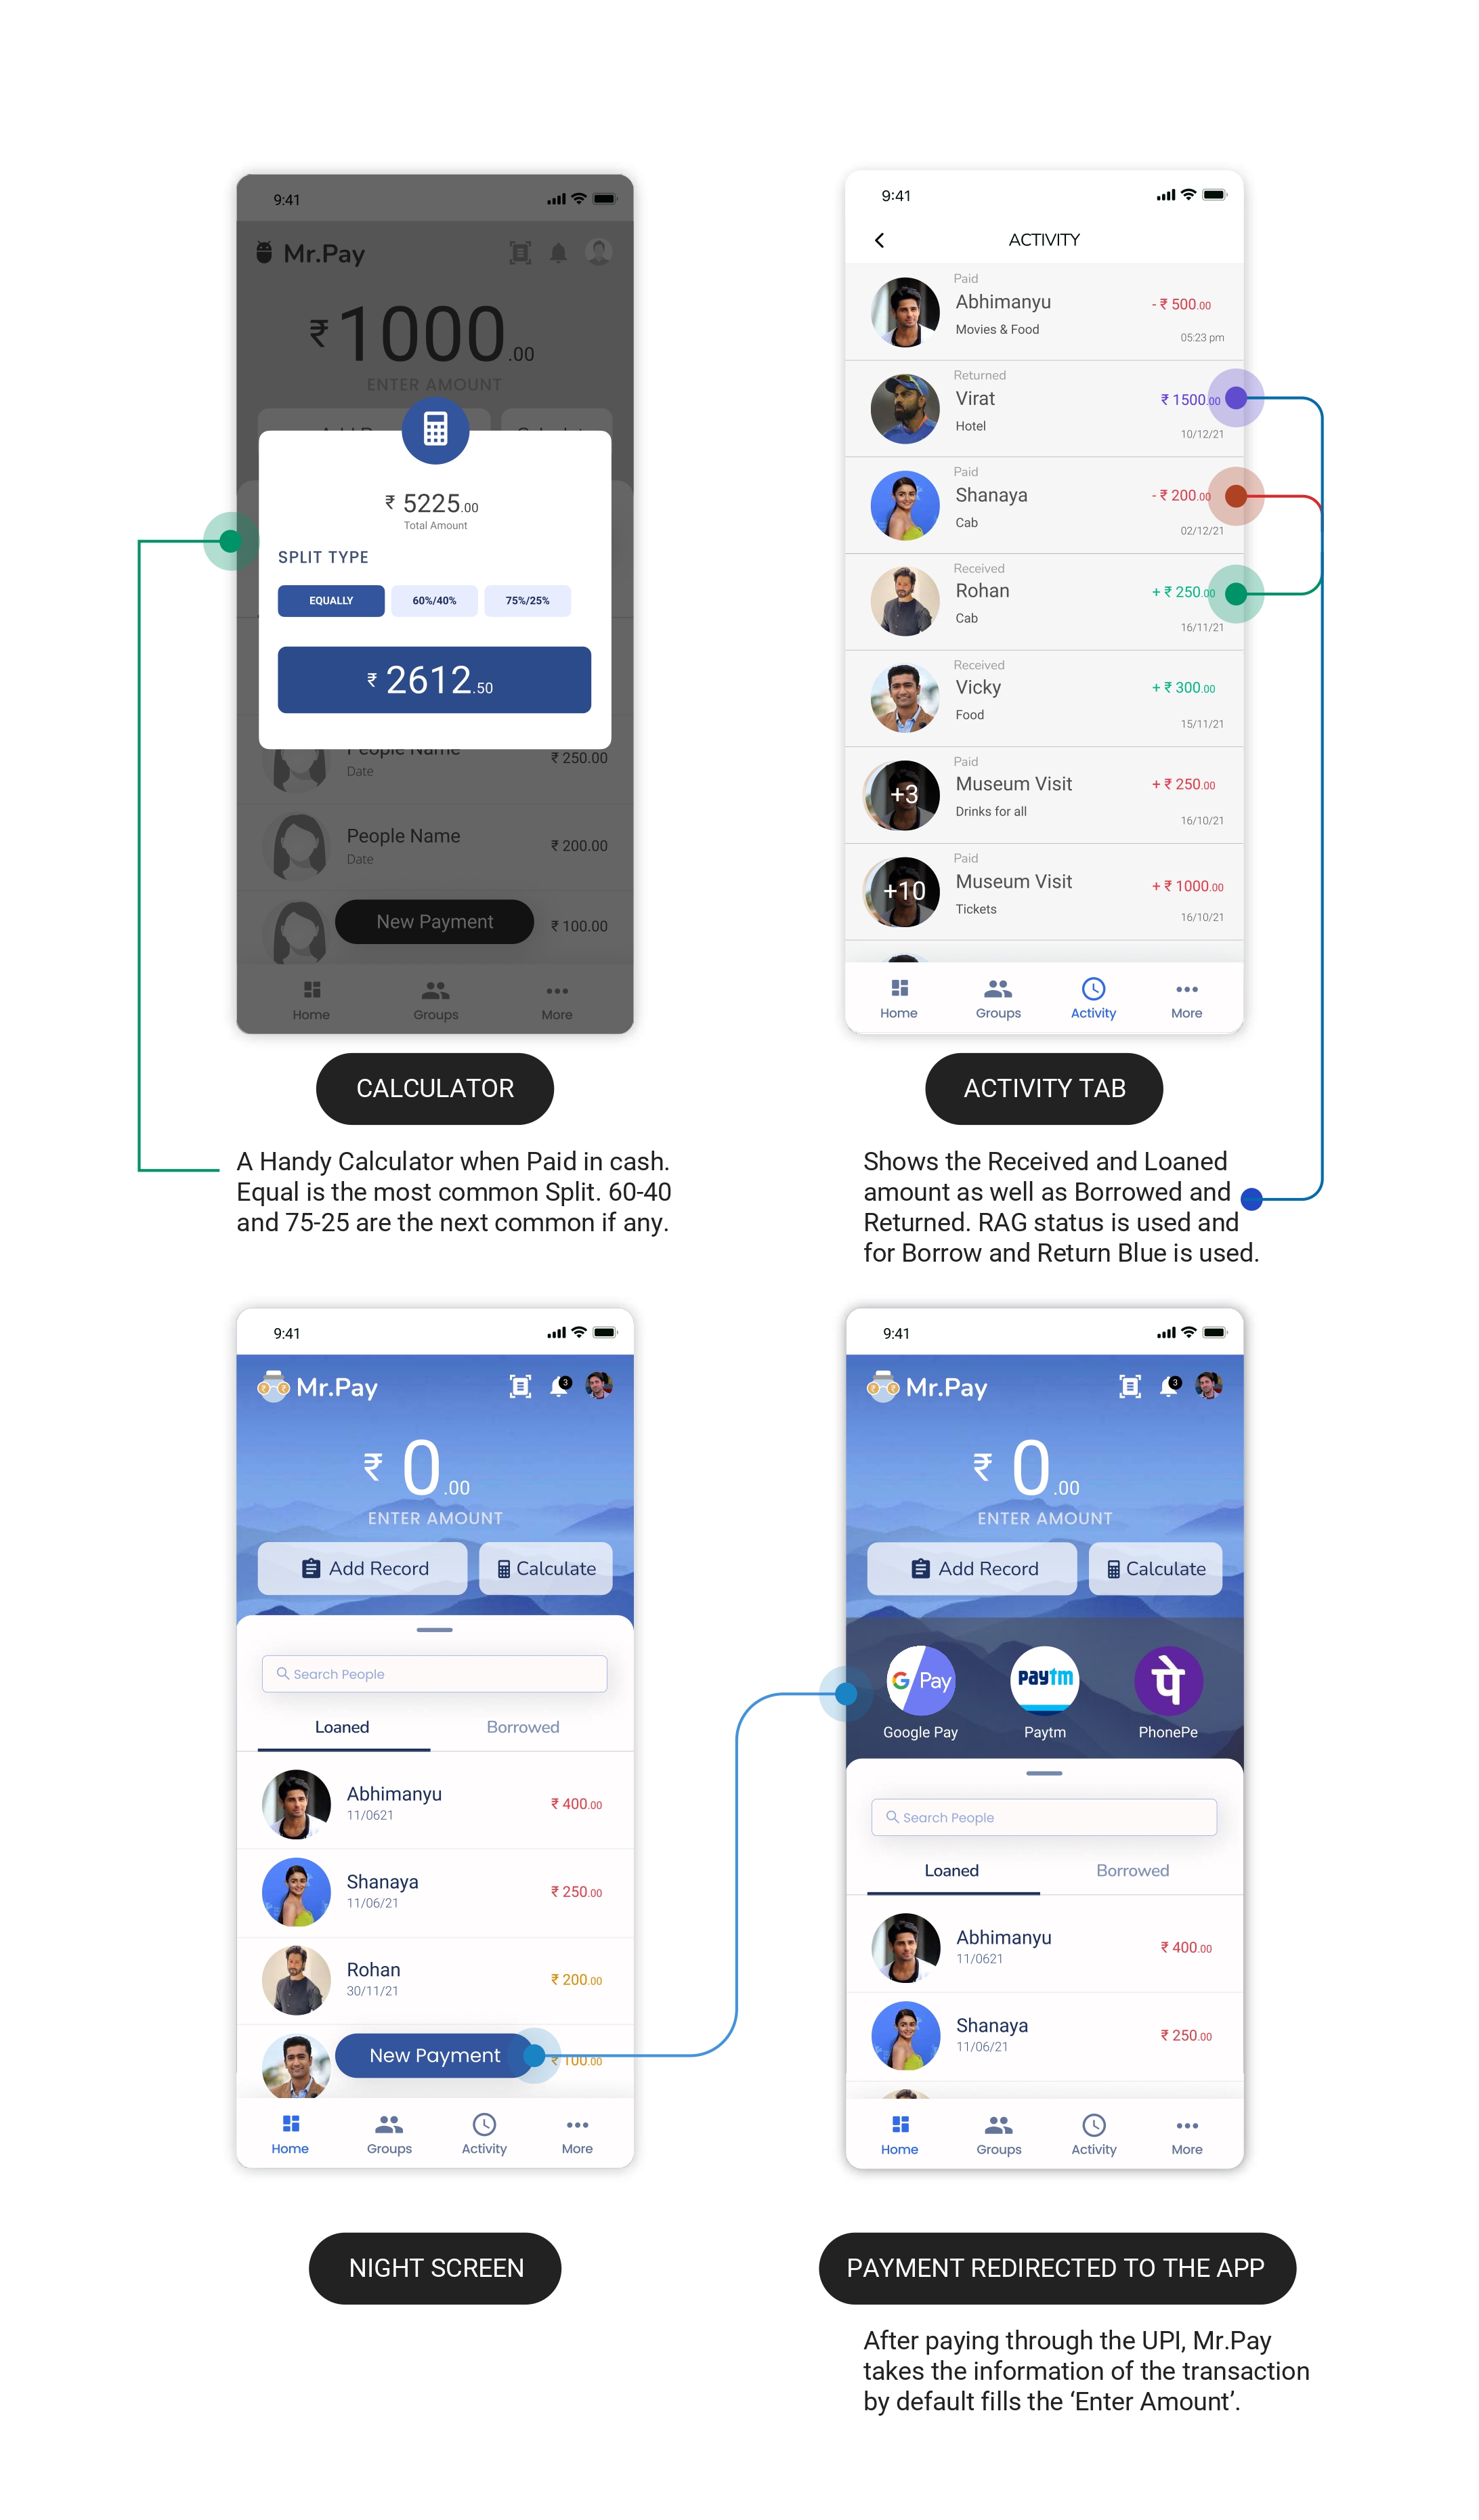 9:41
Mr.Pay
₹ 1000.00
ENTER AMOUNT
₹ 5225.00
Total Amount
SPLIT TYPE
EQUALLY 60%/40% 75%/25%
₹ 2612.50
People Name
Date
₹ 250.00
People Name
Date
₹ 200.00
New Payment
₹ 100.00
Home Groups More
CALCULATOR
A Handy Calculator when Paid in cash.
Equal is the most common Split. 60-40
and 75-25 are the next common if any.
9:41
ACTIVITY
Paid
Abhimanyu
- ₹ 500.00
Movies & Food
05:23 pm
Returned
Virat
₹ 1500.00
Hotel
10/12/21
Paid
Shanaya
- ₹ 200.00
Cab
02/12/21
Received
Rohan
+ ₹ 250.00
Cab
16/11/21
Received
Vicky
+ ₹ 300.00
Food
15/11/21
Paid
+3
Museum Visit
+ ₹ 250.00
Drinks for all
16/10/21
Paid
+10
Museum Visit
+ ₹ 1000.00
Tickets
16/10/21
Home Groups Activity More
ACTIVITY TAB
Shows the Received and Loaned
amount as well as Borrowed and
Returned. RAG status is used and
for Borrow and Return Blue is used.
9:41
Mr.Pay
3
₹ 0.00
ENTER AMOUNT
Add Record Calculate
Search People
Loaned Borrowed
Abhimanyu
11/0621
₹ 400.00
Shanaya
11/06/21
₹ 250.00
Rohan
30/11/21
₹ 200.00
New Payment
₹ 100.00
Home Groups Activity More
NIGHT SCREEN
9:41
Mr.Pay
3
₹ 0.00
ENTER AMOUNT
Add Record Calculate
G Pay paytm पे
Google Pay Paytm PhonePe
Search People
Loaned Borrowed
Abhimanyu
11/0621
₹ 400.00
Shanaya
11/06/21
₹ 250.00
Home Groups Activity More
PAYMENT REDIRECTED TO THE APP
After paying through the UPI, Mr.Pay
takes the information of the transaction
by default fills the ‘Enter Amount’.